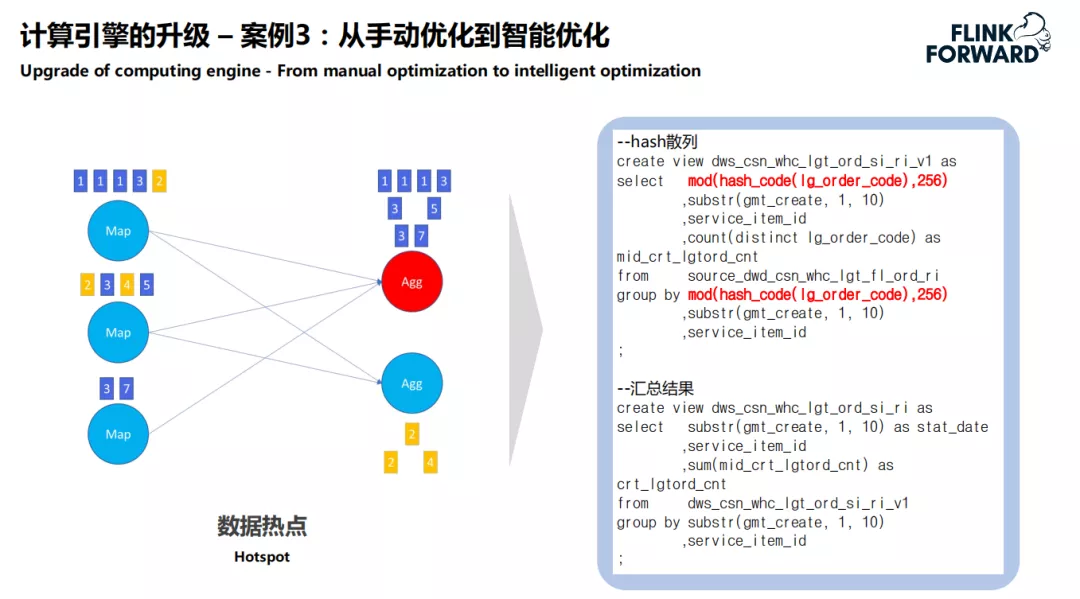 计算引擎的升级 – 案例3：从手动优化到智能优化
Upgrade of computing engine - From manual optimization to intelligent optimization
FLINK
FORWARD
1 1 1 3 2
Map
2 3 4 5
Map
3 7
Map
1 1 1 3
3 5
3 7
Agg
Agg
2
2 4
数据热点
Hotspot
--hash散列
create view dws_csn_whc_lgt_ord_si_ri_v1 as
select mod(hash_code(lg_order_code),256)
,substr(gmt_create, 1, 10)
,service_item_id
,count(distinct lg_order_code) as
mid_crt_lgtord_cnt
from source_dwd_csn_whc_lgt_fl_ord_ri
group by mod(hash_code(lg_order_code),256)
,substr(gmt_create, 1, 10)
,service_item_id
;
--汇总结果
create view dws_csn_whc_lgt_ord_si_ri as
select substr(gmt_create, 1, 10) as stat_date
,service_item_id
,sum(mid_crt_lgtord_cnt) as
crt_lgtord_cnt
from dws_csn_whc_lgt_ord_si_ri_v1
group by substr(gmt_create, 1, 10)
,service_item_id
;